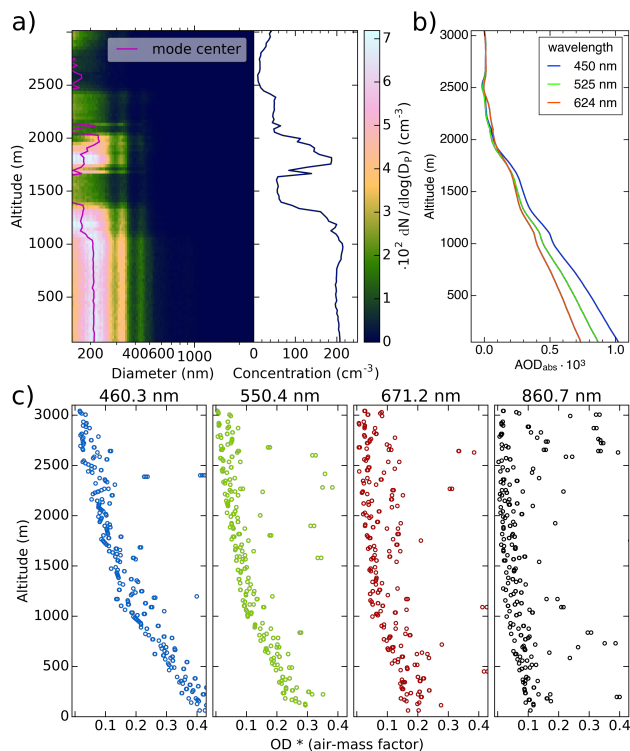 a)
mode center
Altitude (m)
2500
2000
1500
1000
500
200
400
600
1000
Diameter (nm)
0
100
200
Concentration (cm⁻³)
7
6
5
4
3
2
1
0
·10² dN/dlog(Dₚ) (cm⁻³)
b)
wavelength
450 nm
525 nm
624 nm
Altitude (m)
3000
2500
2000
1500
1000
500
0.0
0.5
1.0
AOD_abs · 10³
c)
460.3 nm
550.4 nm
671.2 nm
860.7 nm
Altitude (m)
3000
2500
2000
1500
1000
500
0
0.1 0.2 0.3 0.4
0.1 0.2 0.3 0.4
0.1 0.2 0.3 0.4
0.1 0.2 0.3 0.4
OD * (air-mass factor)